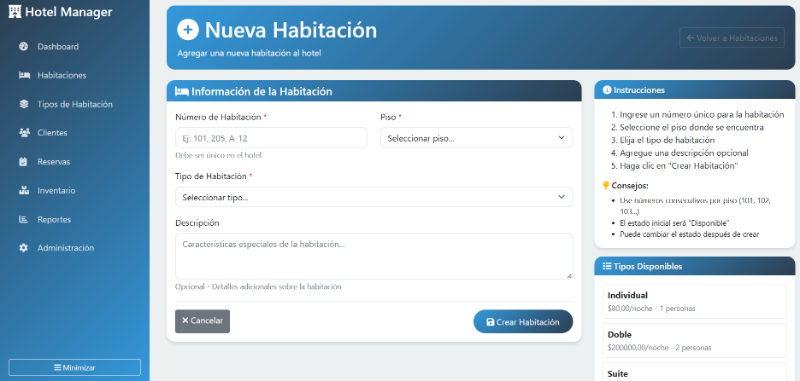 Hotel Manager
Dashboard
Habitaciones
Tipos de Habitación
Clientes
Reservas
Inventario
Reportes
Administración
Minimizar
Nueva Habitación
Agregar una nueva habitación al hotel
Volver a Habitaciones
Información de la Habitación
Número de Habitación *
Piso *
Ej: 101, 205, A-12
Seleccionar piso...
Debe ser único en el hotel
Tipo de Habitación *
Seleccionar tipo...
Descripción
Características especiales de la habitación...
Opcional - Detalles adicionales sobre la habitación
Cancelar
Crear Habitación
Instrucciones
1. Ingrese un número único para la habitación
2. Seleccione el piso donde se encuentra
3. Elija el tipo de habitación
4. Agregue una descripción opcional
5. Haga clic en "Crear Habitación"
Consejos:
• Use números consecutivos por piso (101, 102,
103...)
• El estado inicial será "Disponible"
• Puede cambiar el estado después de crear
Tipos Disponibles
Individual
$80,00/noche - 1 personas
Doble
$200000,00/noche - 2 personas
Suite